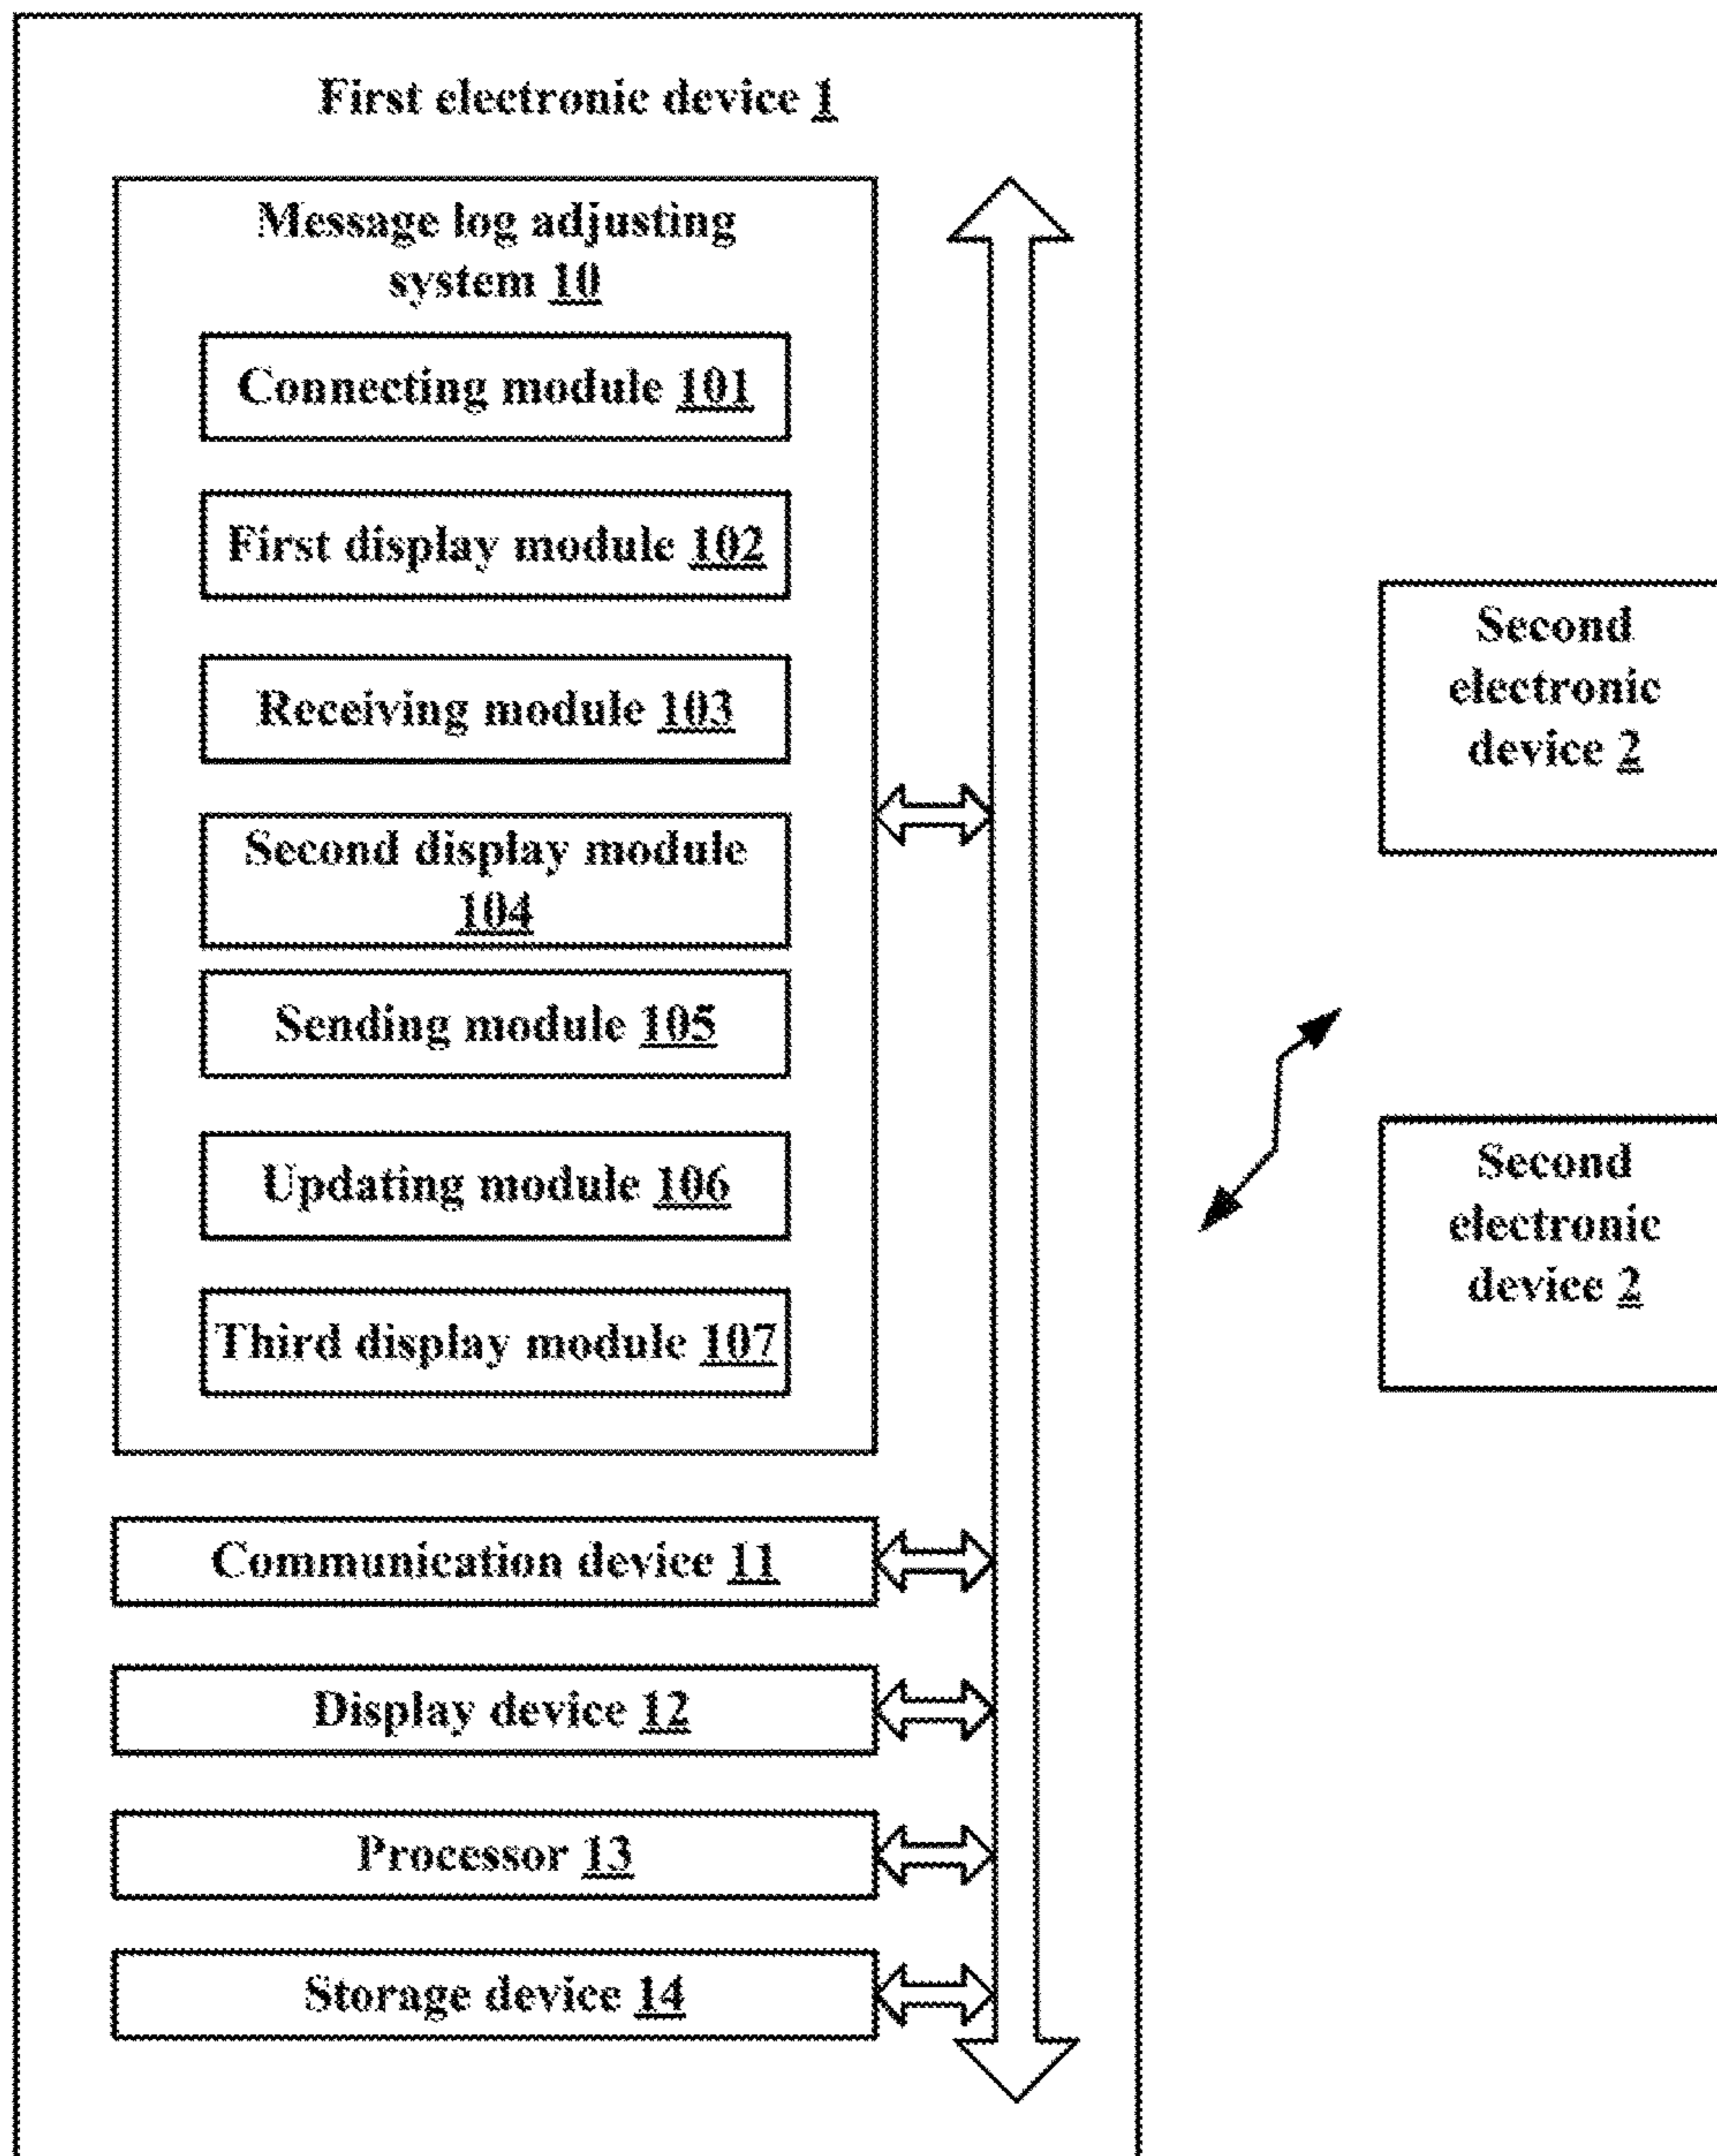 First electronic device 1
Message log adjusting
system 10
Connecting module 101
First display module 102
Receiving module 103
Second display module
104
Sending module 105
Updating module 106
Third display module 107
Communication device 11
Display device 12
Processor 13
Storage device 14
Second
electronic
device 2
Second
electronic
device 2